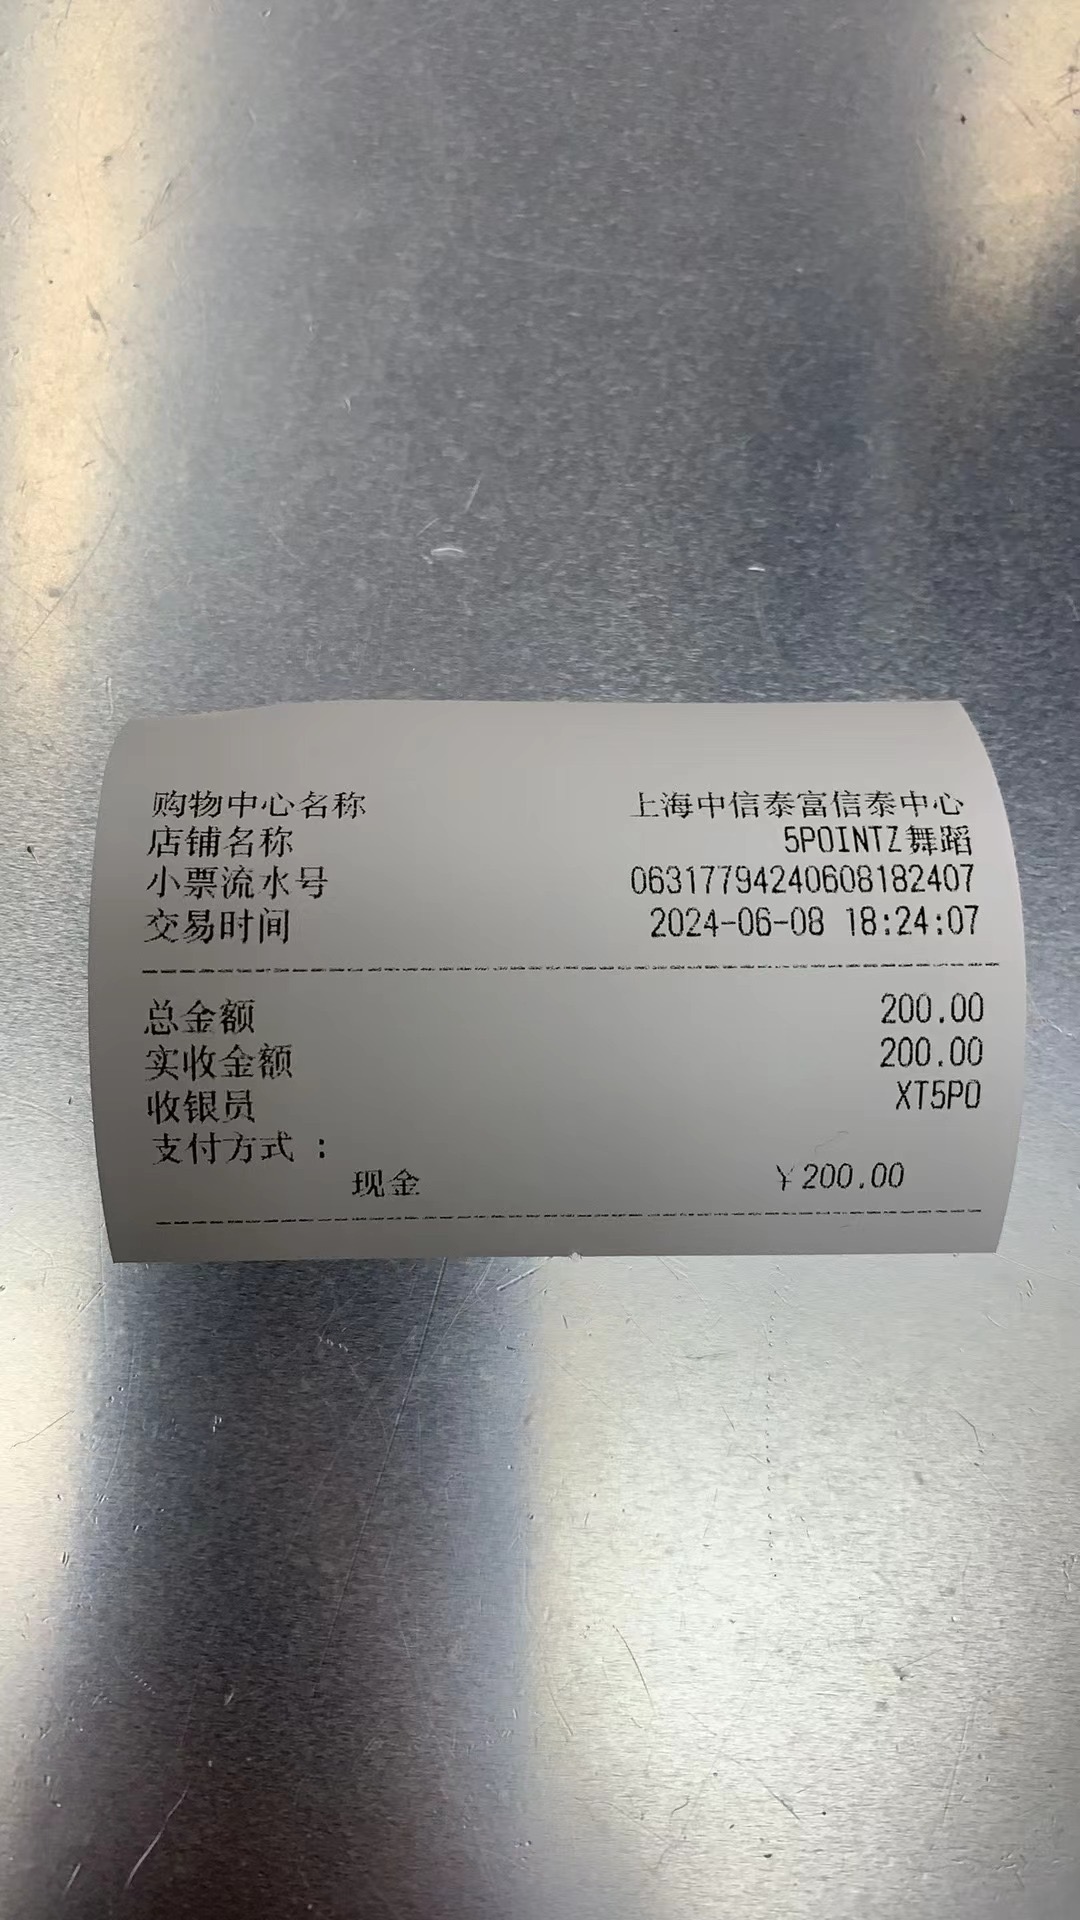 购物中心名称 上海中信泰富信泰中心
店铺名称 5POINTZ舞蹈
小票流水号 06317794240608182407
交易时间 2024-06-08 18:24:07
总金额 200.00
实收金额 200.00
收银员 XT5PO
支付方式 :
现金 ¥200.00